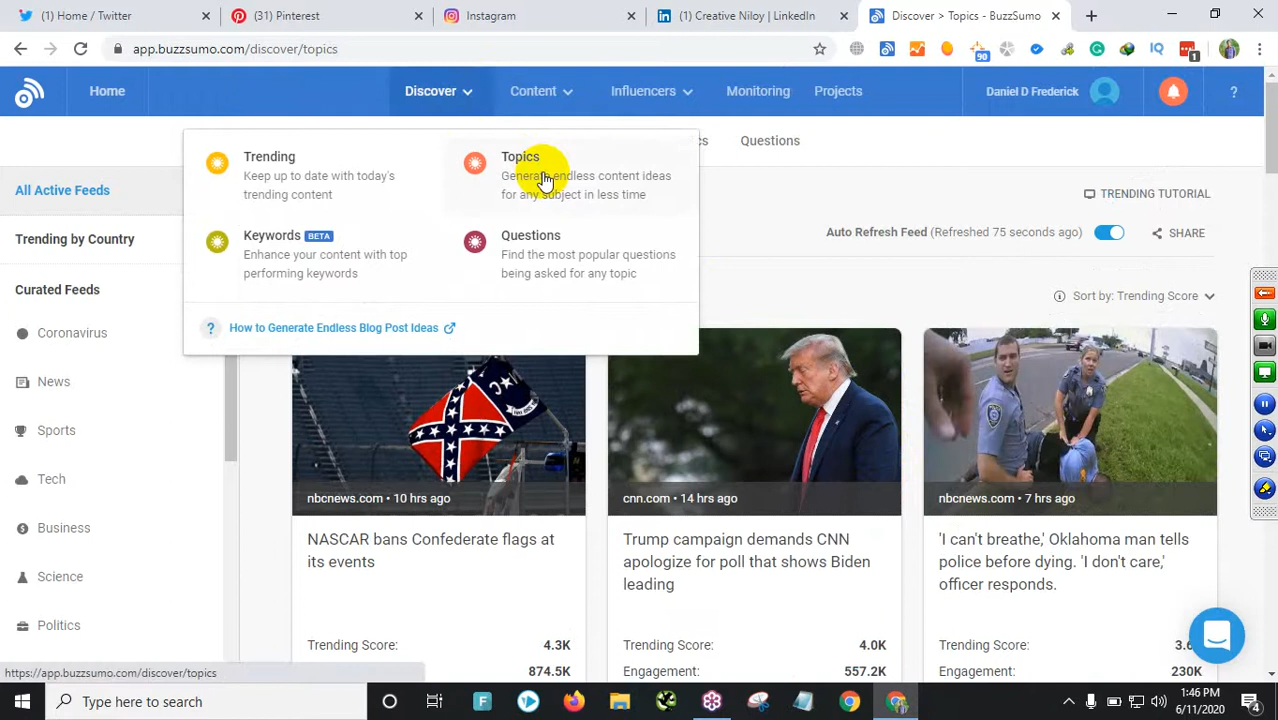 (1) Home / Twitter
(31) Pinterest
Instagram
(1) Creative Niloy | LinkedIn
Discover > Topics - BuzzSumo
app.buzzsumo.com/discover/topics
90
IQ
1
Home
Discover
Content
Influencers
Monitoring
Projects
Daniel D Frederick
?
Trending
Keep up to date with today's
trending content
Topics
Generate endless content ideas
for any subject in less time
Keywords BETA
Enhance your content with top
performing keywords
Questions
Find the most popular questions
being asked for any topic
? How to Generate Endless Blog Post Ideas
Questions
All Active Feeds
Trending by Country
Curated Feeds
Coronavirus
News
Sports
Tech
Business
Science
Politics
TRENDING TUTORIAL
Auto Refresh Feed (Refreshed 75 seconds ago)
SHARE
Sort by: Trending Score
nbcnews.com • 10 hrs ago
NASCAR bans Confederate flags at
its events
Trending Score: 4.3K
874.5K
cnn.com • 14 hrs ago
Trump campaign demands CNN
apologize for poll that shows Biden
leading
Trending Score: 4.0K
Engagement: 557.2K
nbcnews.com • 7 hrs ago
'I can't breathe,' Oklahoma man tells
police before dying. 'I don't care,'
officer responds.
Trending Score:
Engagement: 230K
https://app.buzzsumo.com/discover/topics
Type here to search
F
1:46 PM
6/11/2020
4